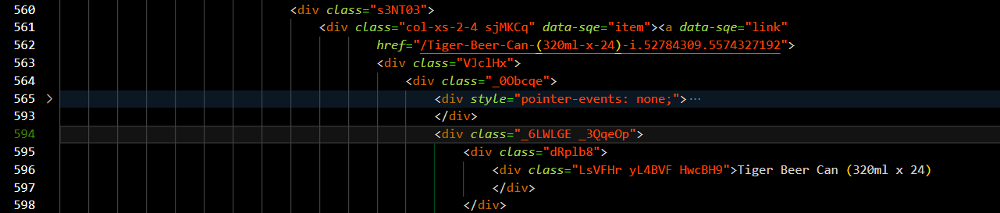 560 <div class="s3NT03">
561 <div class="col-xs-2-4 sjMKCq" data-sqe="item"><a data-sqe="link"
562 href="/Tiger-Beer-Can-(320ml-x-24)-i.52784309.5574327192">
563 <div class="VJclHx">
564 <div class="_0Obcqe">
565 > <div style="pointer-events: none;">…
593 </div>
594 <div class="_6LWLGE _3QqeOp">
595 <div class="dRplb8">
596 <div class="LsVFHr yL4BVF HwcBH9">Tiger Beer Can (320ml x 24)
597 </div>
598 </div>